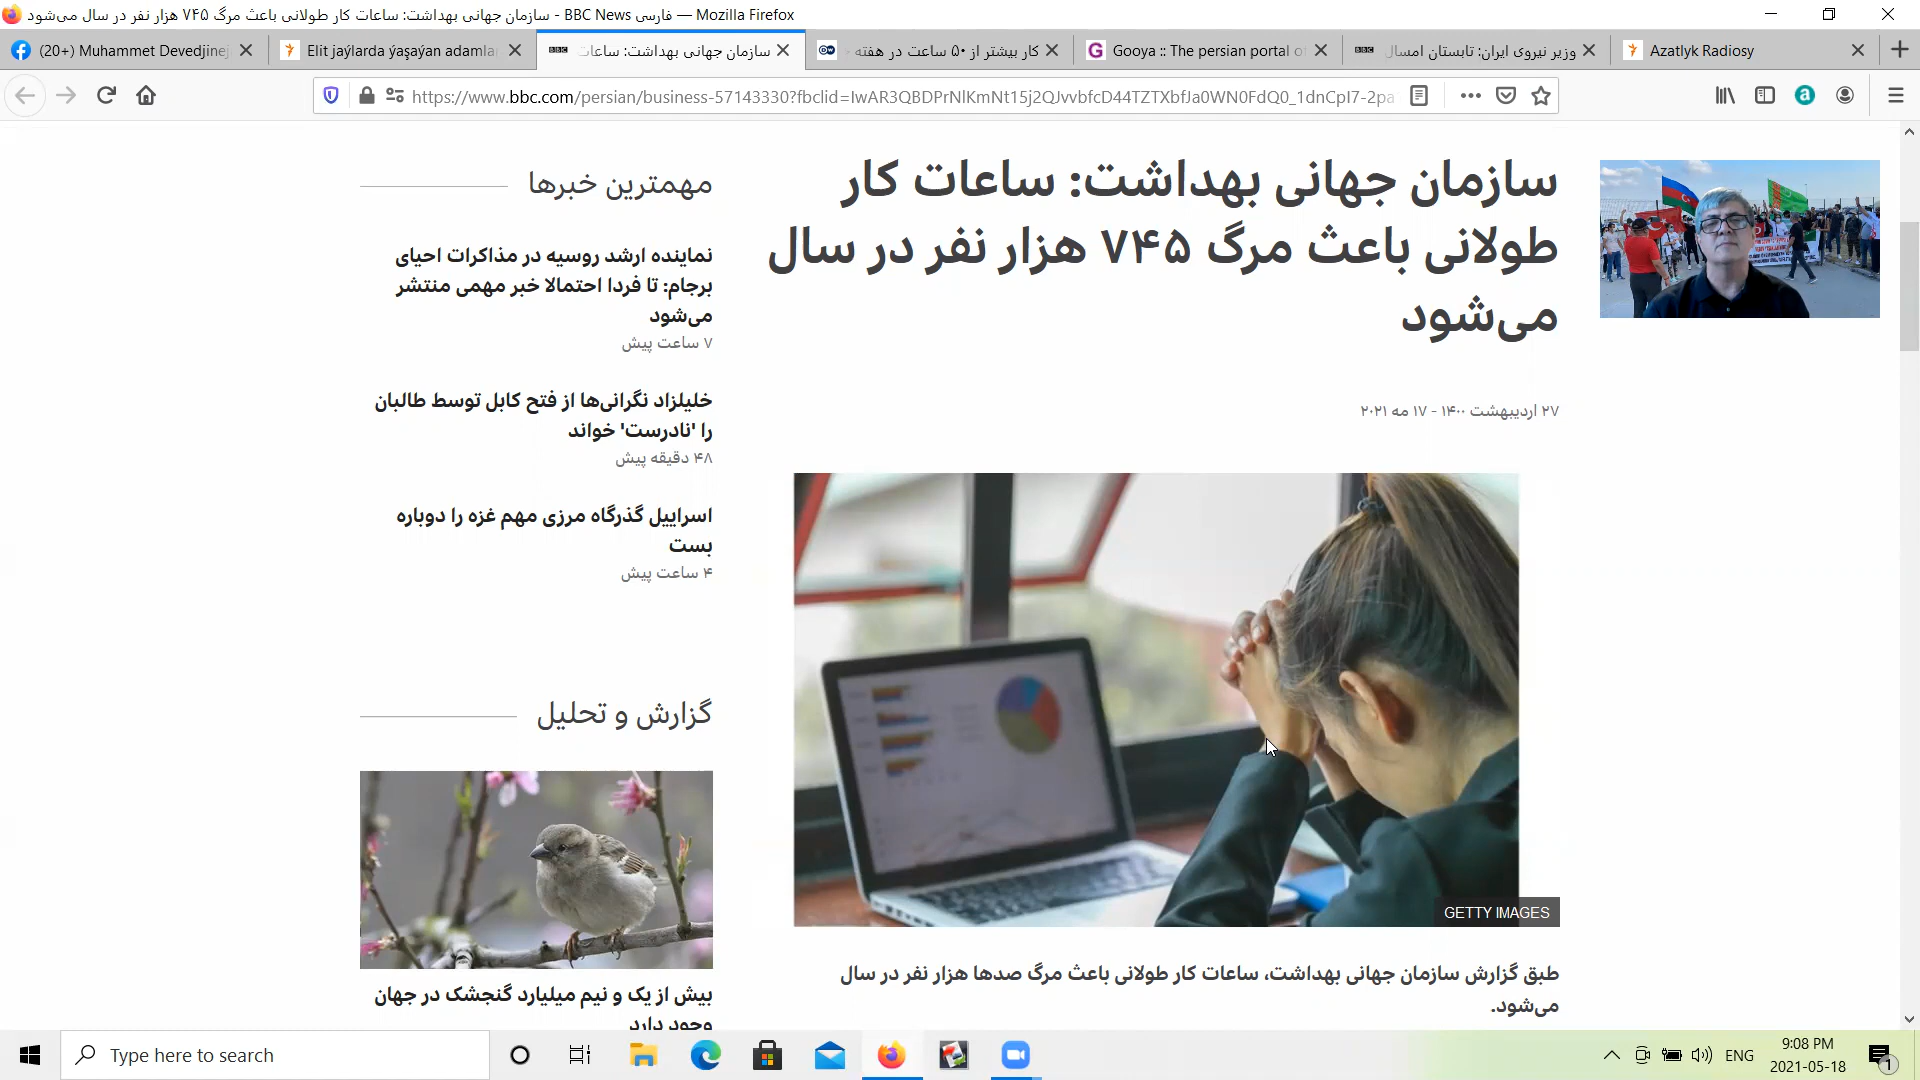 سازمان جهانی بهداشت: ساعات کار طولانی باعث مرگ ۷۴۵ هزار نفر در سال می‌شود - BBC News فارسی — Mozilla Firefox
(20+) Muhammet Devedjinej
Elit jaýlarda ýaşaýan adamla
سازمان جهانی بهداشت: ساعات
کار بیشتر از ۵۰ ساعت در هفته
Gooya :: The persian portal o
وزیر نیروی ایران: تابستان امسال
Azatlyk Radiosy
https://www.bbc.com/persian/business-57143330?fbclid=IwAR3QBDPrNlKmNt15j2QJvvbfcD44TZTXbfJa0WN0FdQ0_1dnCpI7-2pa
سازمان جهانی بهداشت: ساعات کار
طولانی باعث مرگ ۷۴۵ هزار نفر در سال
می‌شود
۲۷ اردیبهشت ۱۴۰۰ - ۱۷ مه ۲۰۲۱
GETTY IMAGES
طبق گزارش سازمان جهانی بهداشت، ساعات کار طولانی باعث مرگ صدها هزار نفر در سال
می‌شود.
مهمترین خبرها
نماینده ارشد روسیه در مذاکرات احیای
برجام: تا فردا احتمالا خبر مهمی منتشر
می‌شود
۷ ساعت پیش
خلیلزاد نگرانی‌ها از فتح کابل توسط طالبان
را 'نادرست' خواند
۴۸ دقیقه پیش
اسراییل گذرگاه مرزی مهم غزه را دوباره
بست
۴ ساعت پیش
گزارش و تحلیل
بیش از یک و نیم میلیارد گنجشک در جهان
وجود دارد
Type here to search
ENG
9:08 PM
2021-05-18
1